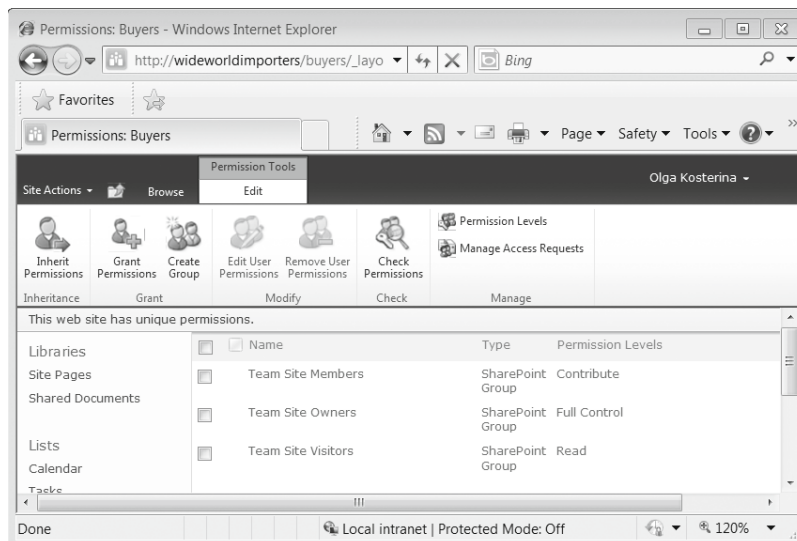 Permissions: Buyers - Windows Internet Explorer
http://wideworldimporters/buyers/_layo
Bing
Favorites
Permissions: Buyers
Page
Safety
Tools
»
Permission Tools
Site Actions
Browse
Edit
Olga Kosterina
Inherit Permissions
Grant Permissions
Create Group
Edit User Permissions
Remove User Permissions
Check Permissions
Permission Levels
Manage Access Requests
Inheritance
Grant
Modify
Check
Manage
This web site has unique permissions.
Libraries
Site Pages
Shared Documents
Lists
Calendar
Tasks
Name Type Permission Levels
Team Site Members SharePoint Group Contribute
Team Site Owners SharePoint Group Full Control
Team Site Visitors SharePoint Group Read
Done
Local intranet | Protected Mode: Off
120%